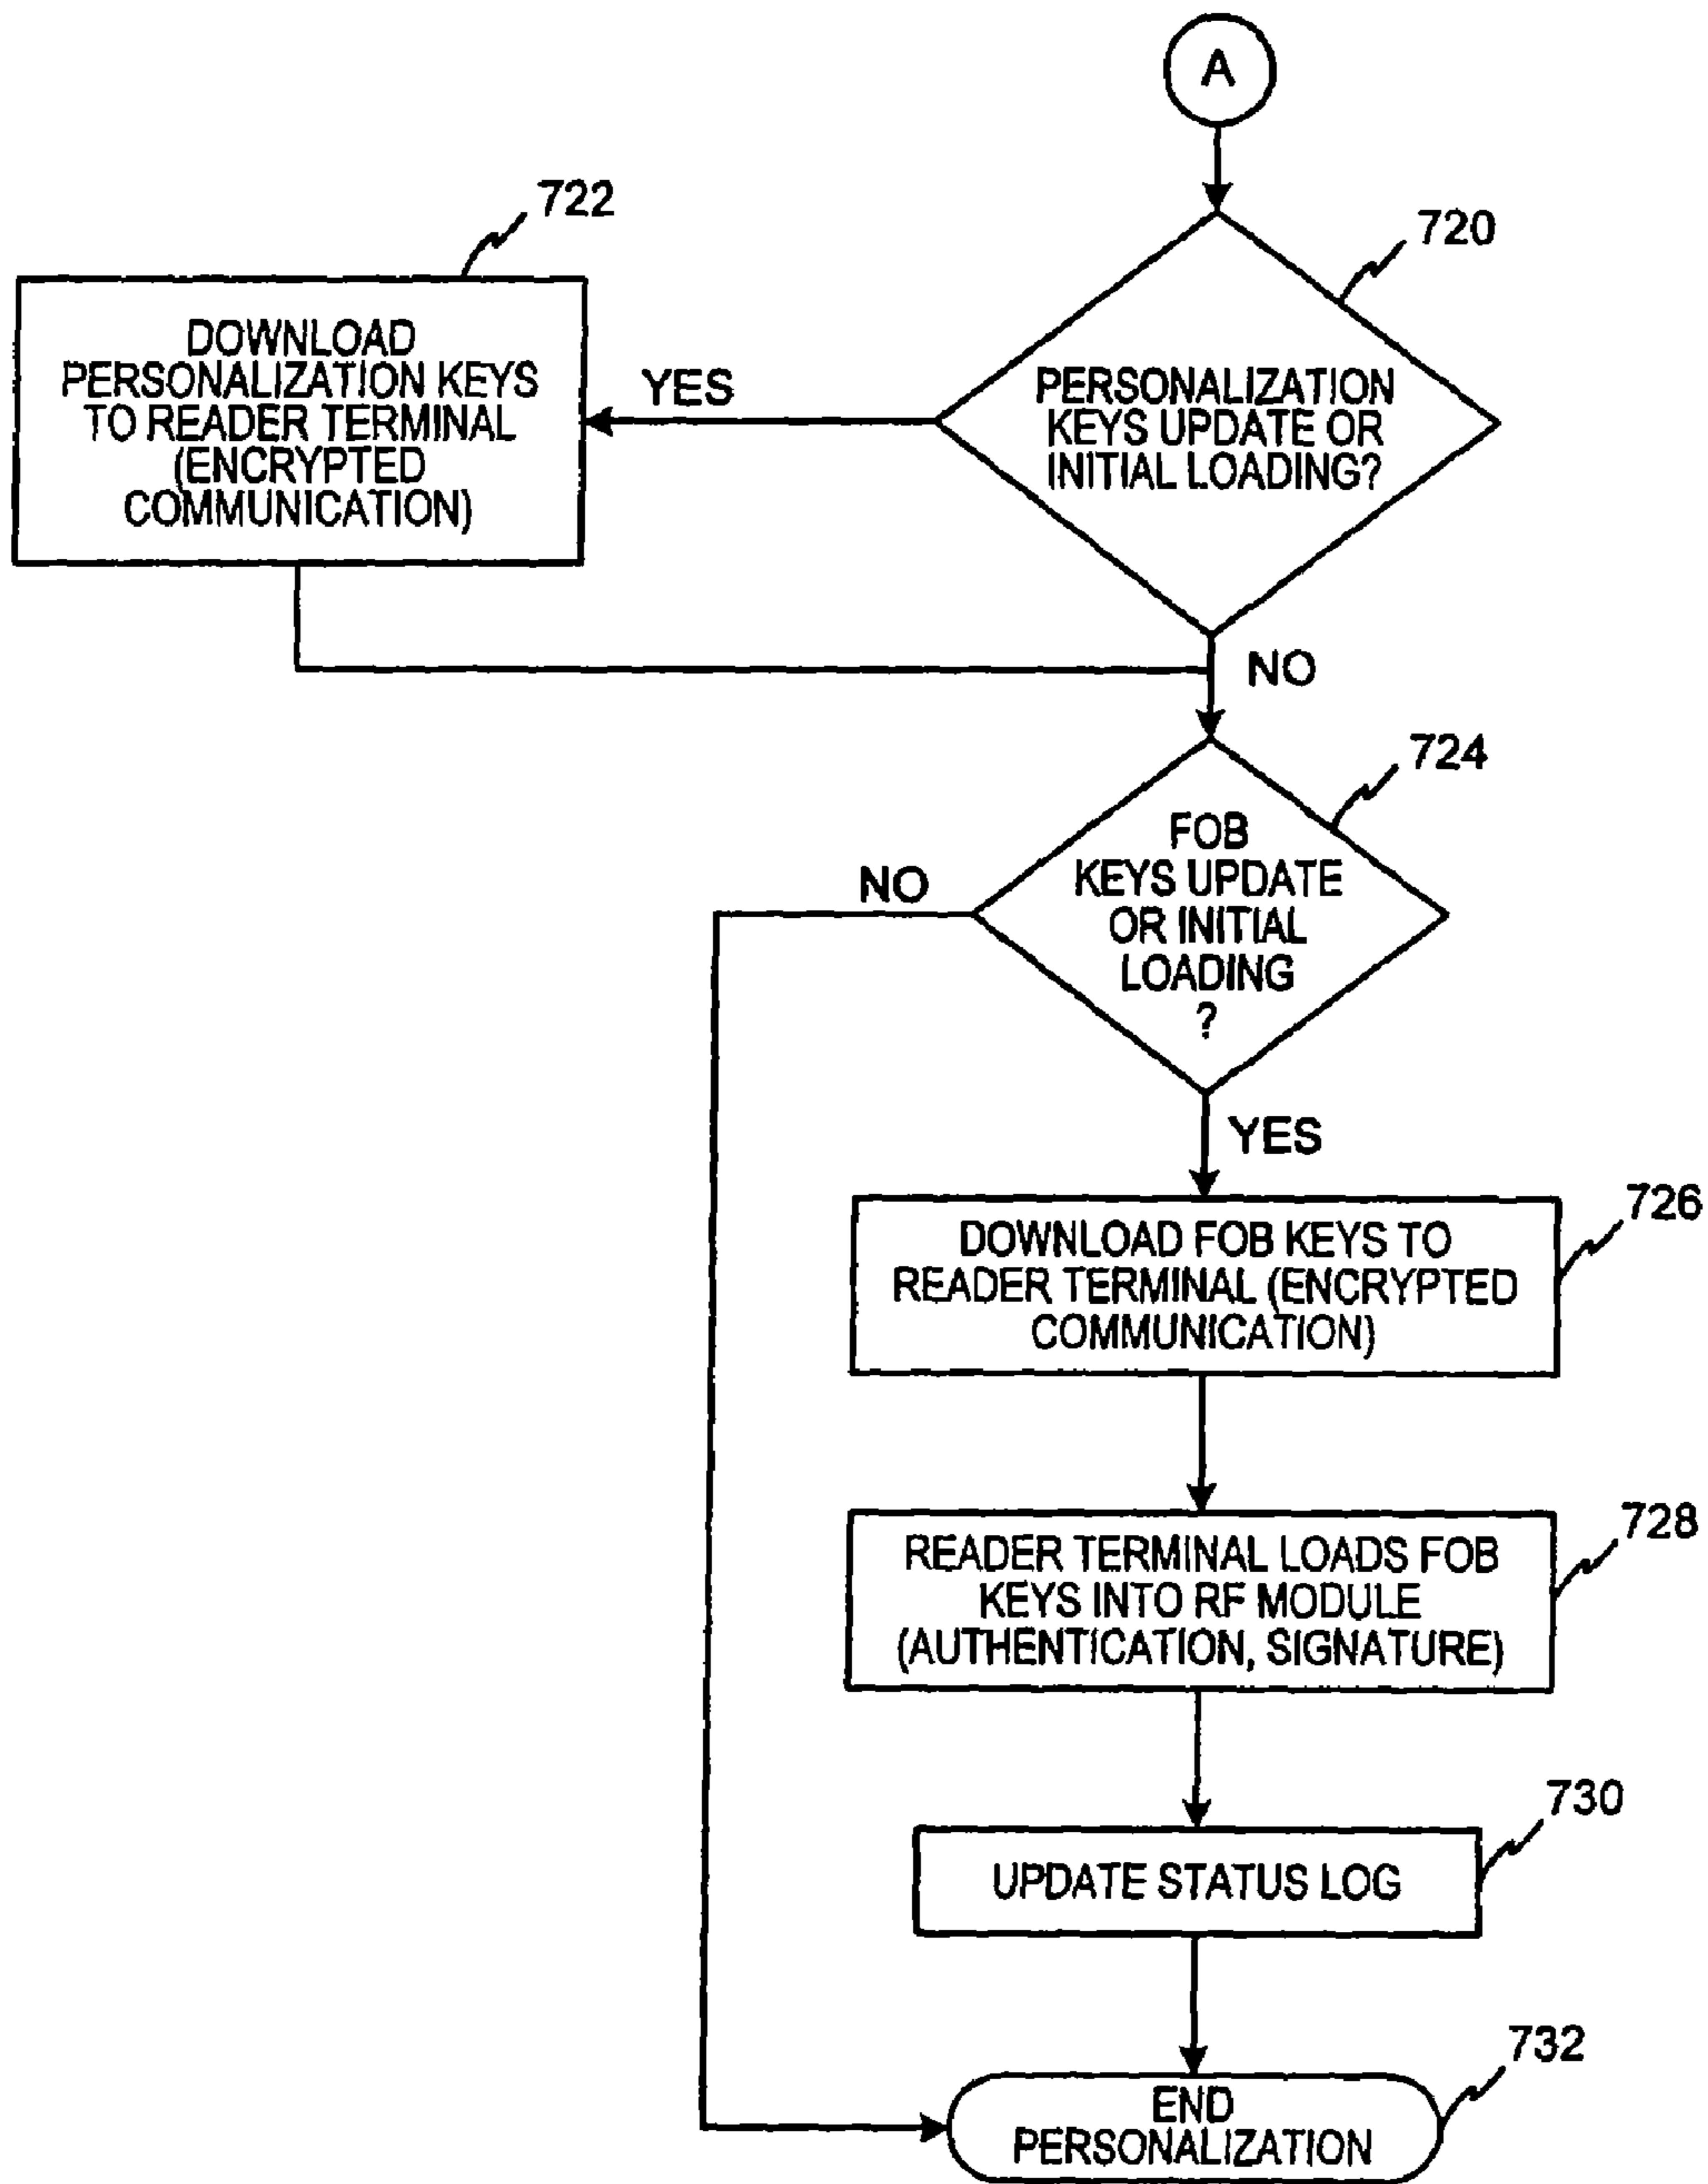 A
720
PERSONALIZATION
KEYS UPDATE OR
INITIAL LOADING?
YES
722
DOWNLOAD
PERSONALIZATION KEYS
TO READER TERMINAL
(ENCRYPTED
COMMUNICATION)
NO
724
FOB
KEYS UPDATE
OR INITIAL
LOADING
?
NO
YES
726
DOWNLOAD FOB KEYS TO
READER TERMINAL (ENCRYPTED
COMMUNICATION)
728
READER TERMINAL LOADS FOB
KEYS INTO RF MODULE
(AUTHENTICATION, SIGNATURE)
730
UPDATE STATUS LOG
732
END
PERSONALIZATION